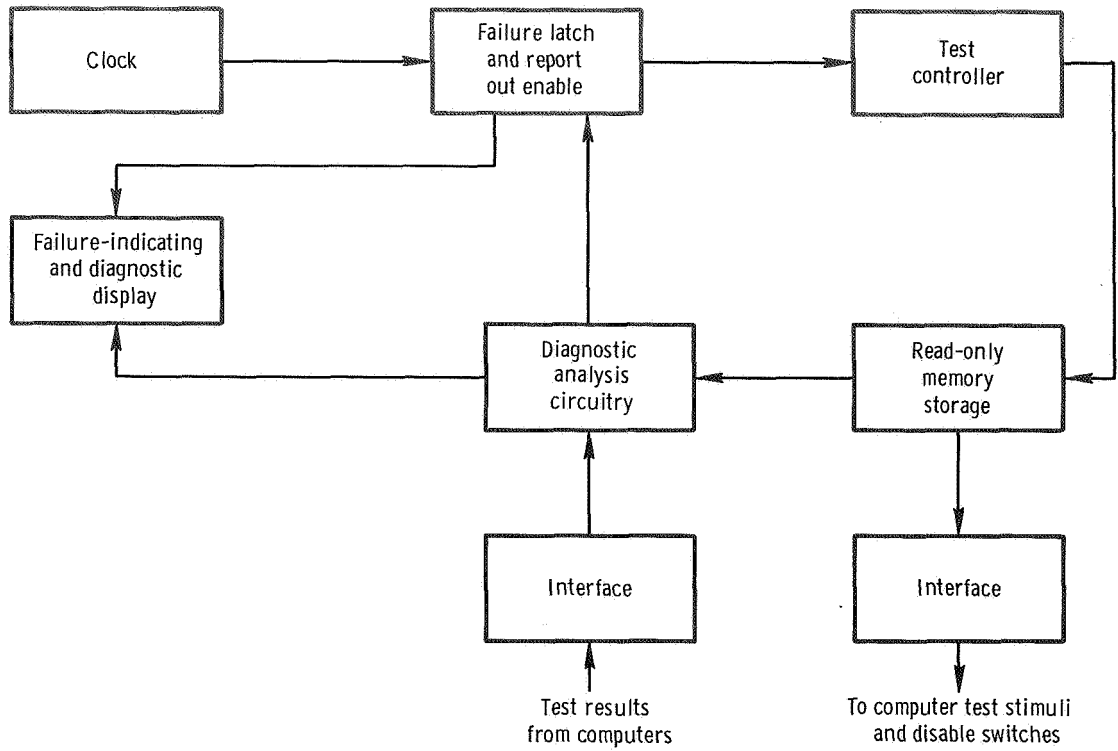 Clock
Failure latch
and report
out enable
Test
controller
Failure-indicating
and diagnostic
display
Diagnostic
analysis
circuitry
Read-only
memory
storage
Interface
Interface
Test results
from computers
To computer test stimuli
and disable switches